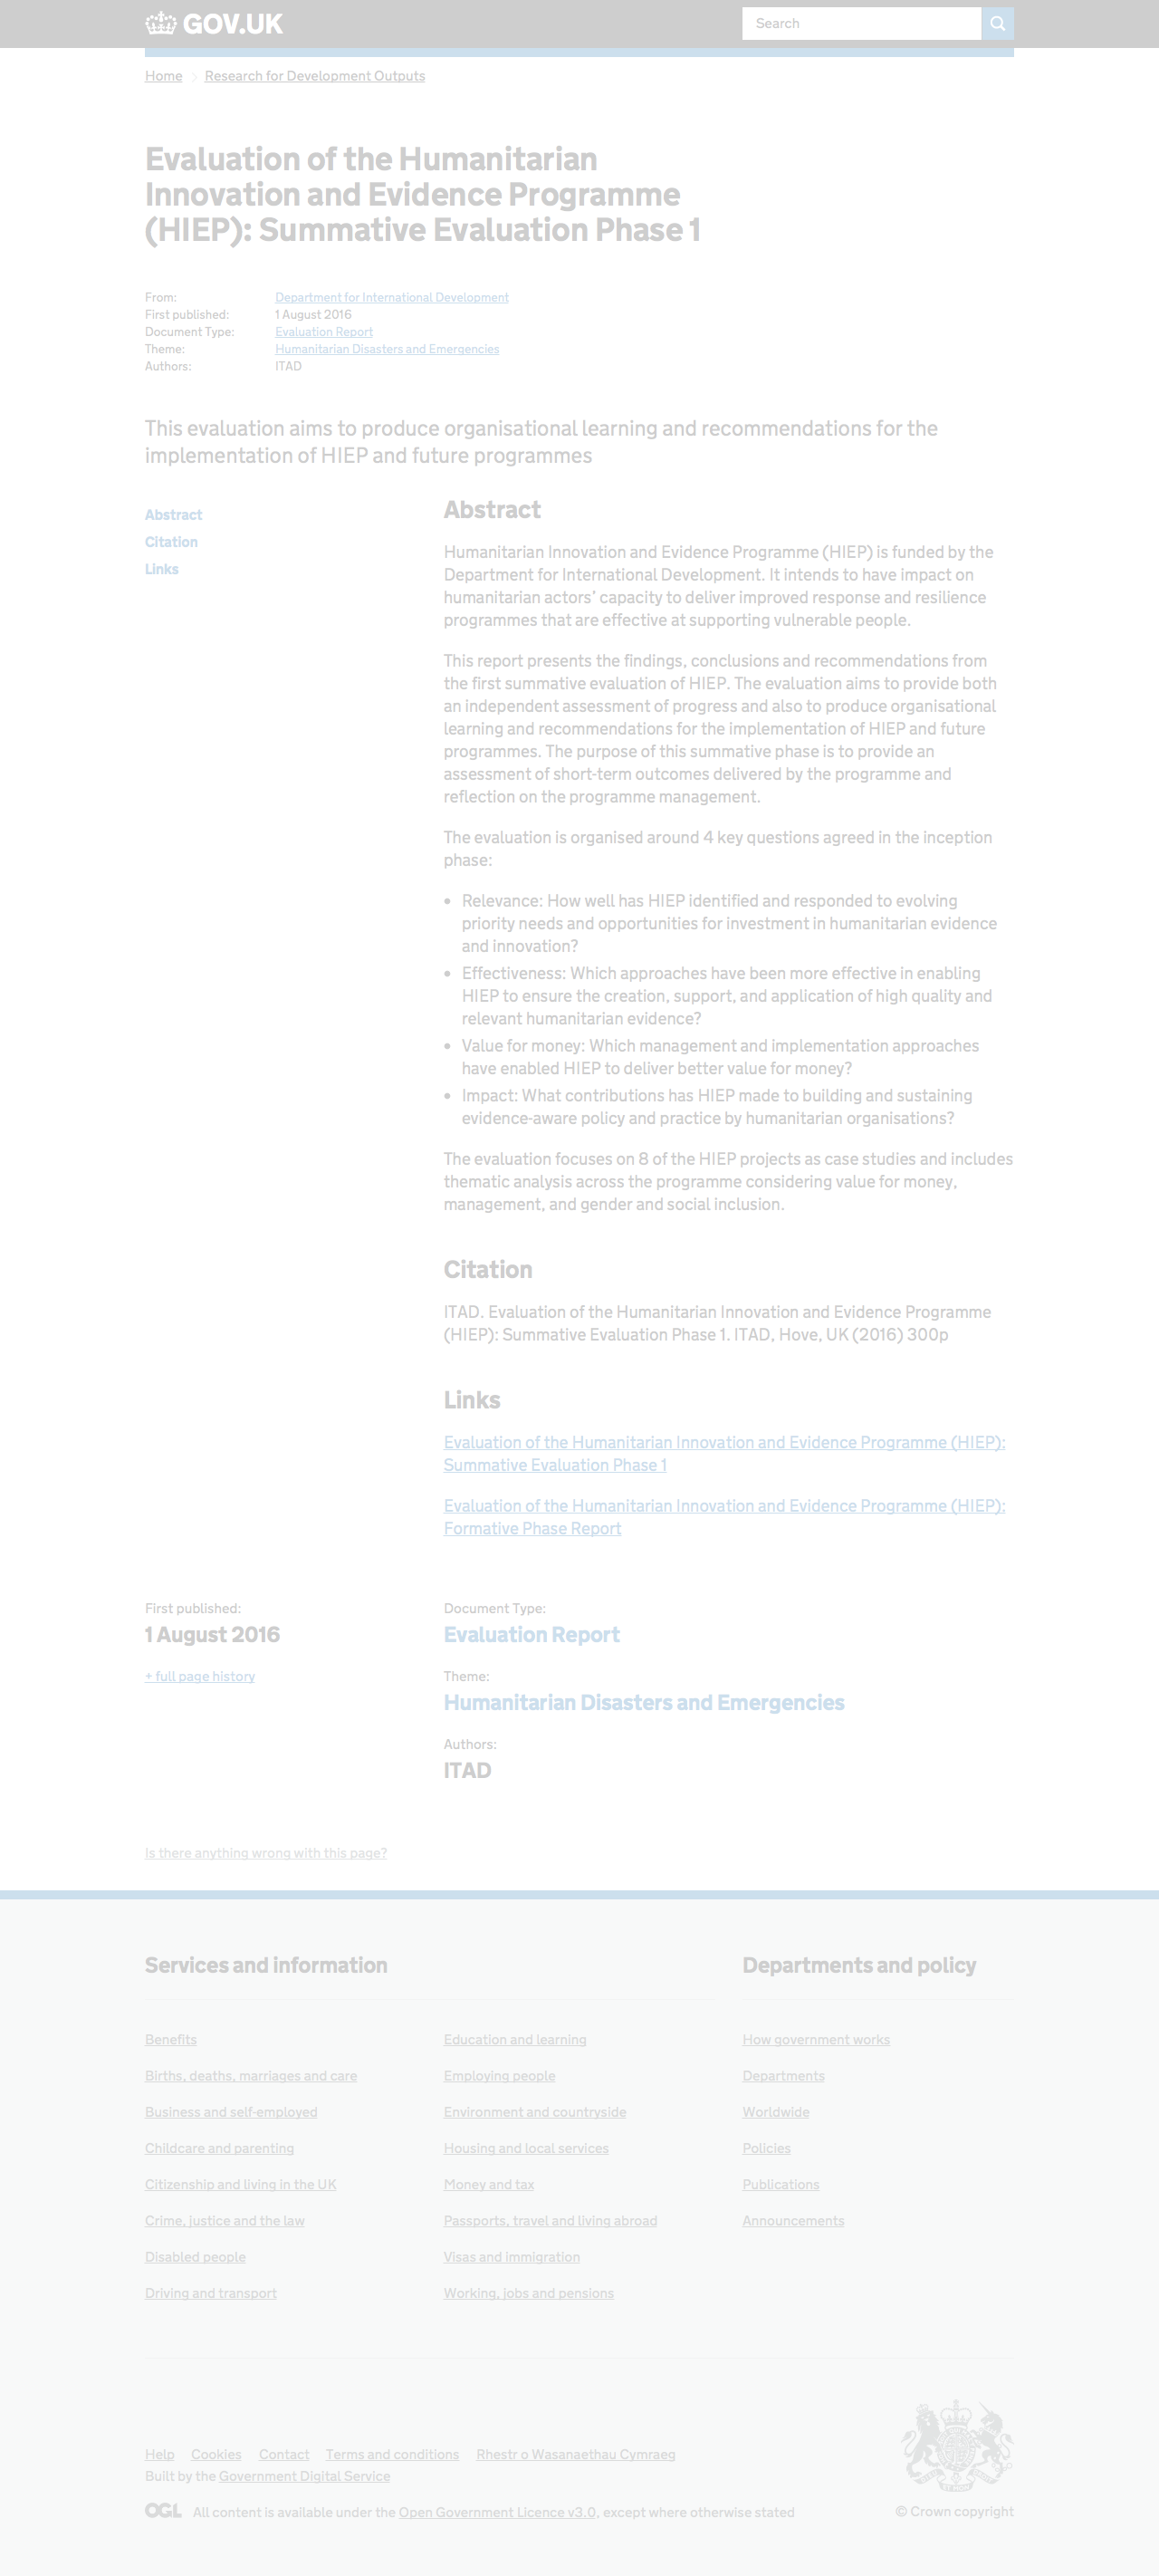 GOV.UK
Search
Home
Research for Development Outputs
Evaluation of the Humanitarian
Innovation and Evidence Programme
(HIEP): Summative Evaluation Phase 1
From: Department for International Development
First published: 1 August 2016
Document Type: Evaluation Report
Theme: Humanitarian Disasters and Emergencies
Authors: ITAD
This evaluation aims to produce organisational learning and recommendations for the
implementation of HIEP and future programmes
Abstract
Citation
Links
Abstract
Humanitarian Innovation and Evidence Programme (HIEP) is funded by the
Department for International Development. It intends to have impact on
humanitarian actors’ capacity to deliver improved response and resilience
programmes that are effective at supporting vulnerable people.
This report presents the findings, conclusions and recommendations from
the first summative evaluation of HIEP. The evaluation aims to provide both
an independent assessment of progress and also to produce organisational
learning and recommendations for the implementation of HIEP and future
programmes. The purpose of this summative phase is to provide an
assessment of short-term outcomes delivered by the programme and
reflection on the programme management.
The evaluation is organised around 4 key questions agreed in the inception
phase:
• Relevance: How well has HIEP identified and responded to evolving
priority needs and opportunities for investment in humanitarian evidence
and innovation?
• Effectiveness: Which approaches have been more effective in enabling
HIEP to ensure the creation, support, and application of high quality and
relevant humanitarian evidence?
• Value for money: Which management and implementation approaches
have enabled HIEP to deliver better value for money?
• Impact: What contributions has HIEP made to building and sustaining
evidence-aware policy and practice by humanitarian organisations?
The evaluation focuses on 8 of the HIEP projects as case studies and includes
thematic analysis across the programme considering value for money,
management, and gender and social inclusion.
Citation
ITAD. Evaluation of the Humanitarian Innovation and Evidence Programme
(HIEP): Summative Evaluation Phase 1. ITAD, Hove, UK (2016) 300p
Links
Evaluation of the Humanitarian Innovation and Evidence Programme (HIEP):
Summative Evaluation Phase 1
Evaluation of the Humanitarian Innovation and Evidence Programme (HIEP):
Formative Phase Report
First published:
1 August 2016
+ full page history
Document Type:
Evaluation Report
Theme:
Humanitarian Disasters and Emergencies
Authors:
ITAD
Is there anything wrong with this page?
Services and information
Benefits
Births, deaths, marriages and care
Business and self-employed
Childcare and parenting
Citizenship and living in the UK
Crime, justice and the law
Disabled people
Driving and transport
Education and learning
Employing people
Environment and countryside
Housing and local services
Money and tax
Passports, travel and living abroad
Visas and immigration
Working, jobs and pensions
Departments and policy
How government works
Departments
Worldwide
Policies
Publications
Announcements
Help Cookies Contact Terms and conditions Rhestr o Wasanaethau Cymraeg
Built by the Government Digital Service
OGL All content is available under the Open Government Licence v3.0, except where otherwise stated
© Crown copyright